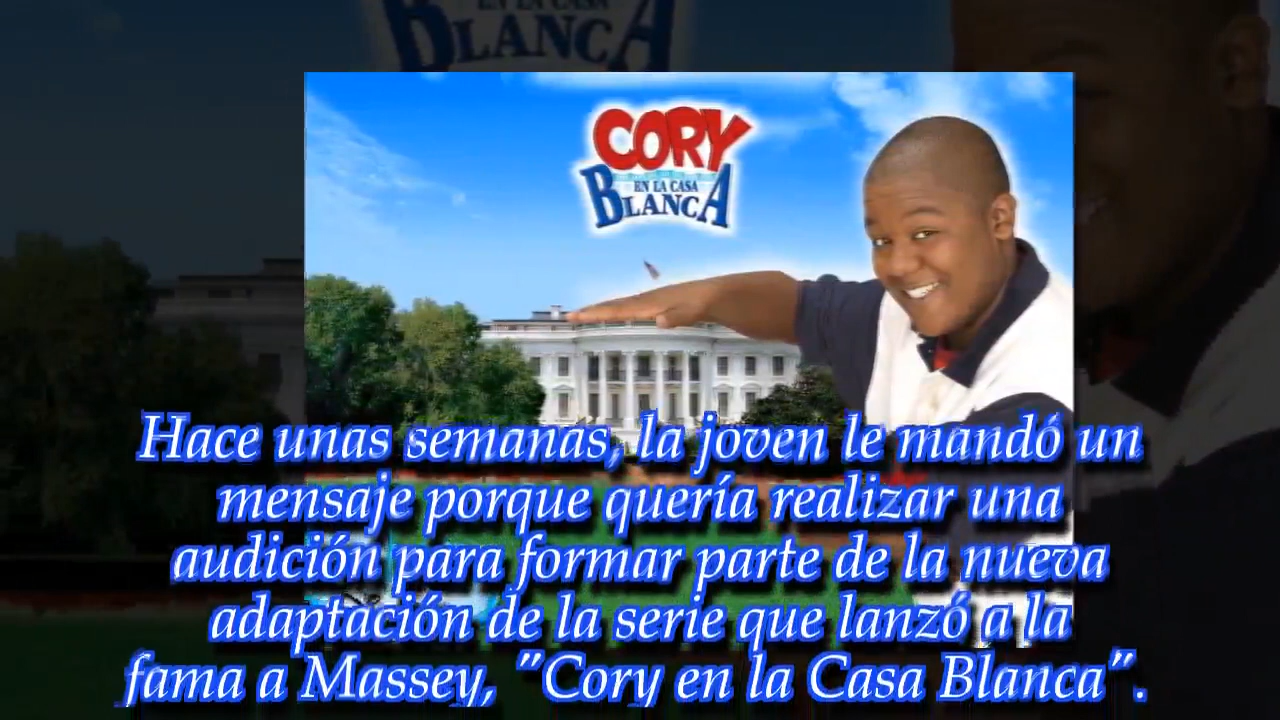 BLANCA
CORY
EN LA CASA
BLANCA
Hace unas semanas, la joven le mandó un
mensaje porque quería realizar una
audición para formar parte de la nueva
adaptación de la serie que lanzó a la
fama a Massey, "Cory en la Casa Blanca".